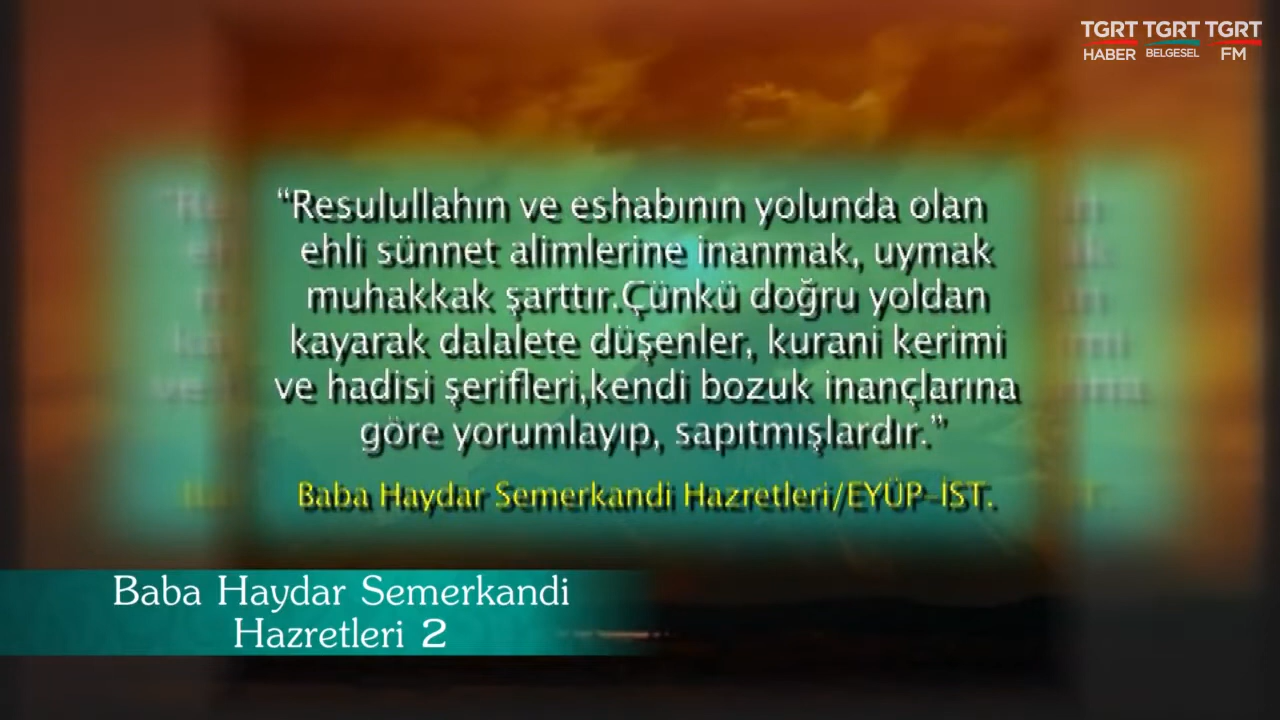 TGRT TGRT TGRT
HABER BELGESEL FM
“Resulullahın ve eshabının yolunda olan
ehli sünnet alimlerine inanmak, uymak
muhakkak şarttır.Çünkü doğru yoldan
kayarak dalalete düşenler, kurani kerimi
ve hadisi şerifleri,kendi bozuk inançlarına
göre yorumlayıp, sapıtmışlardır.”
Baba Haydar Semerkandi Hazretleri/EYÜP-İST.
Baba Haydar Semerkandi
Hazretleri 2